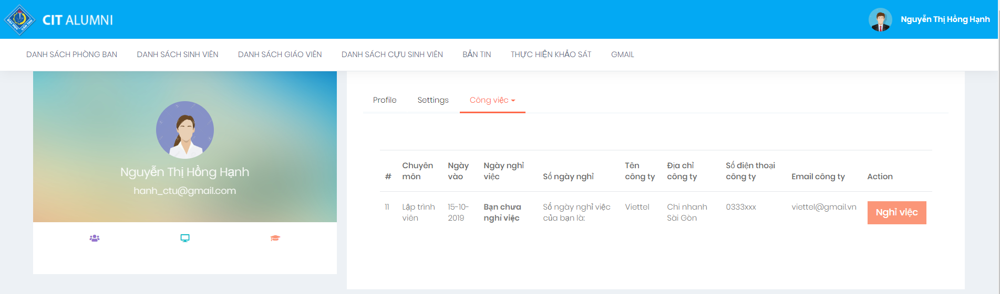 ĐẠI HỌC CẦN THƠ
CIT ALUMNI
Nguyễn Thị Hồng Hạnh
DANH SÁCH PHÒNG BAN DANH SÁCH SINH VIÊN DANH SÁCH GIÁO VIÊN DANH SÁCH CỰU SINH VIÊN BẢN TIN THỰC HIỆN KHẢO SÁT GMAIL
Nguyễn Thị Hồng Hạnh
hanh_ctu@gmail.com
Profile Settings Công việc
Chuyên Ngày Ngày nghỉ Tên Địa chỉ Số điện thoại
# môn vào việc Số ngày nghỉ công ty công ty công ty Email công ty Action
11 Lập trình 15-10- Bạn chưa Số ngày nghỉ việc Viettel Chi nhanh 0333xxx viettel@gmail.vn Nghỉ việc
viên 2019 nghỉ việc của bạn là: Sài Gòn